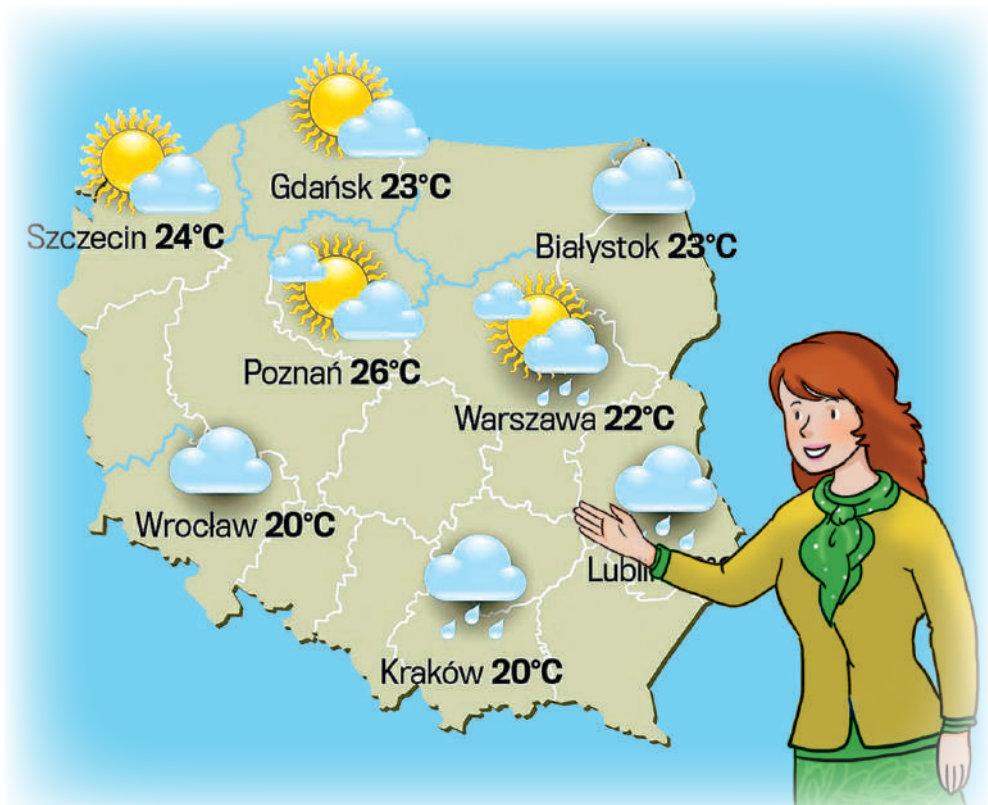 Gdańsk 23°C
Szczecin 24°C
Białystok 23°C
Poznań 26°C
Warszawa 22°C
Wrocław 20°C
Kraków 20°C